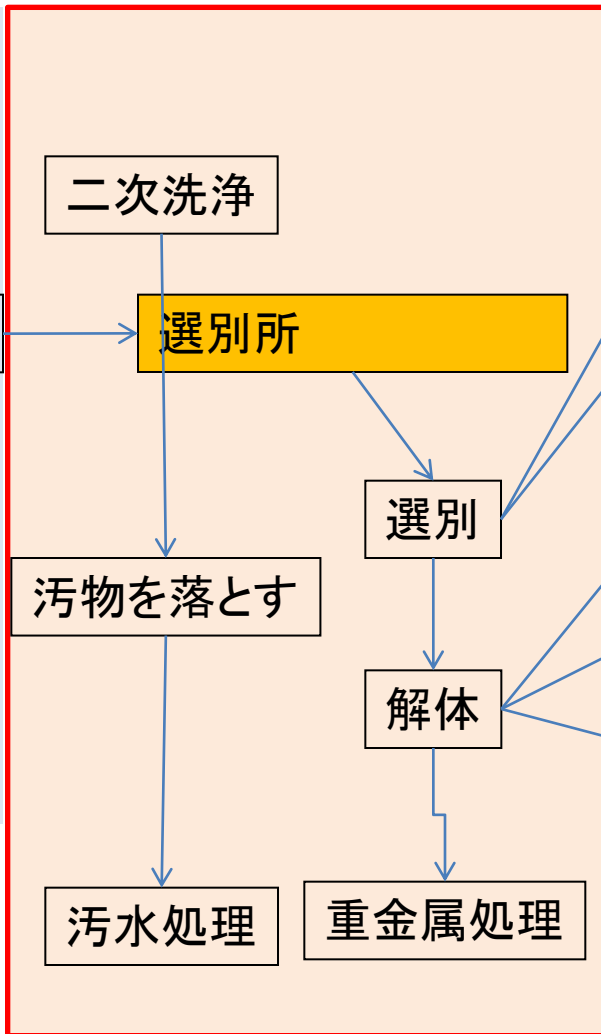 二次洗浄
選別所
選別
汚物を落とす
解体
汚水処理
重金属処理